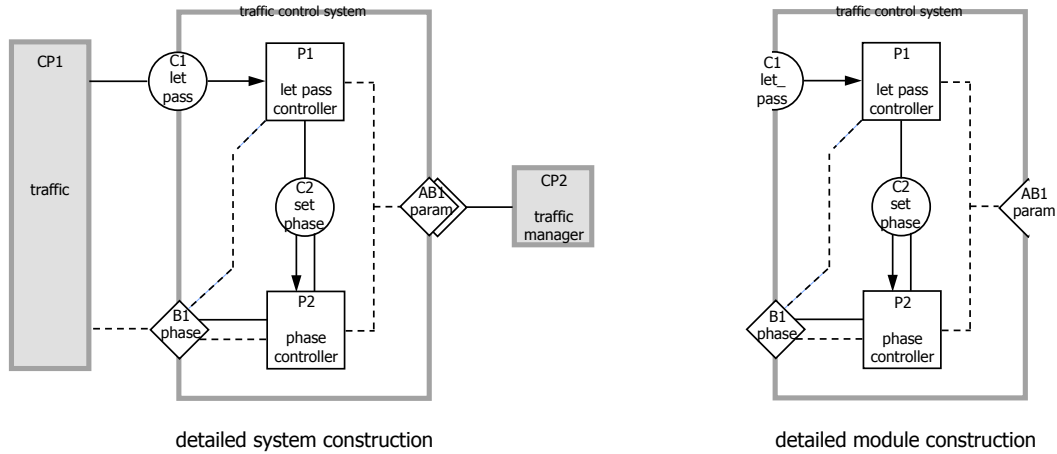 traffic control system
CP1
traffic
C1
let
pass
P1
let pass
controller
C2
set
phase
AB1
param
CP2
traffic
manager
B1
phase
P2
phase
controller
detailed system construction
traffic control system
C1
let_
pass
P1
let pass
controller
C2
set
phase
AB1
param
B1
phase
P2
phase
controller
detailed module construction